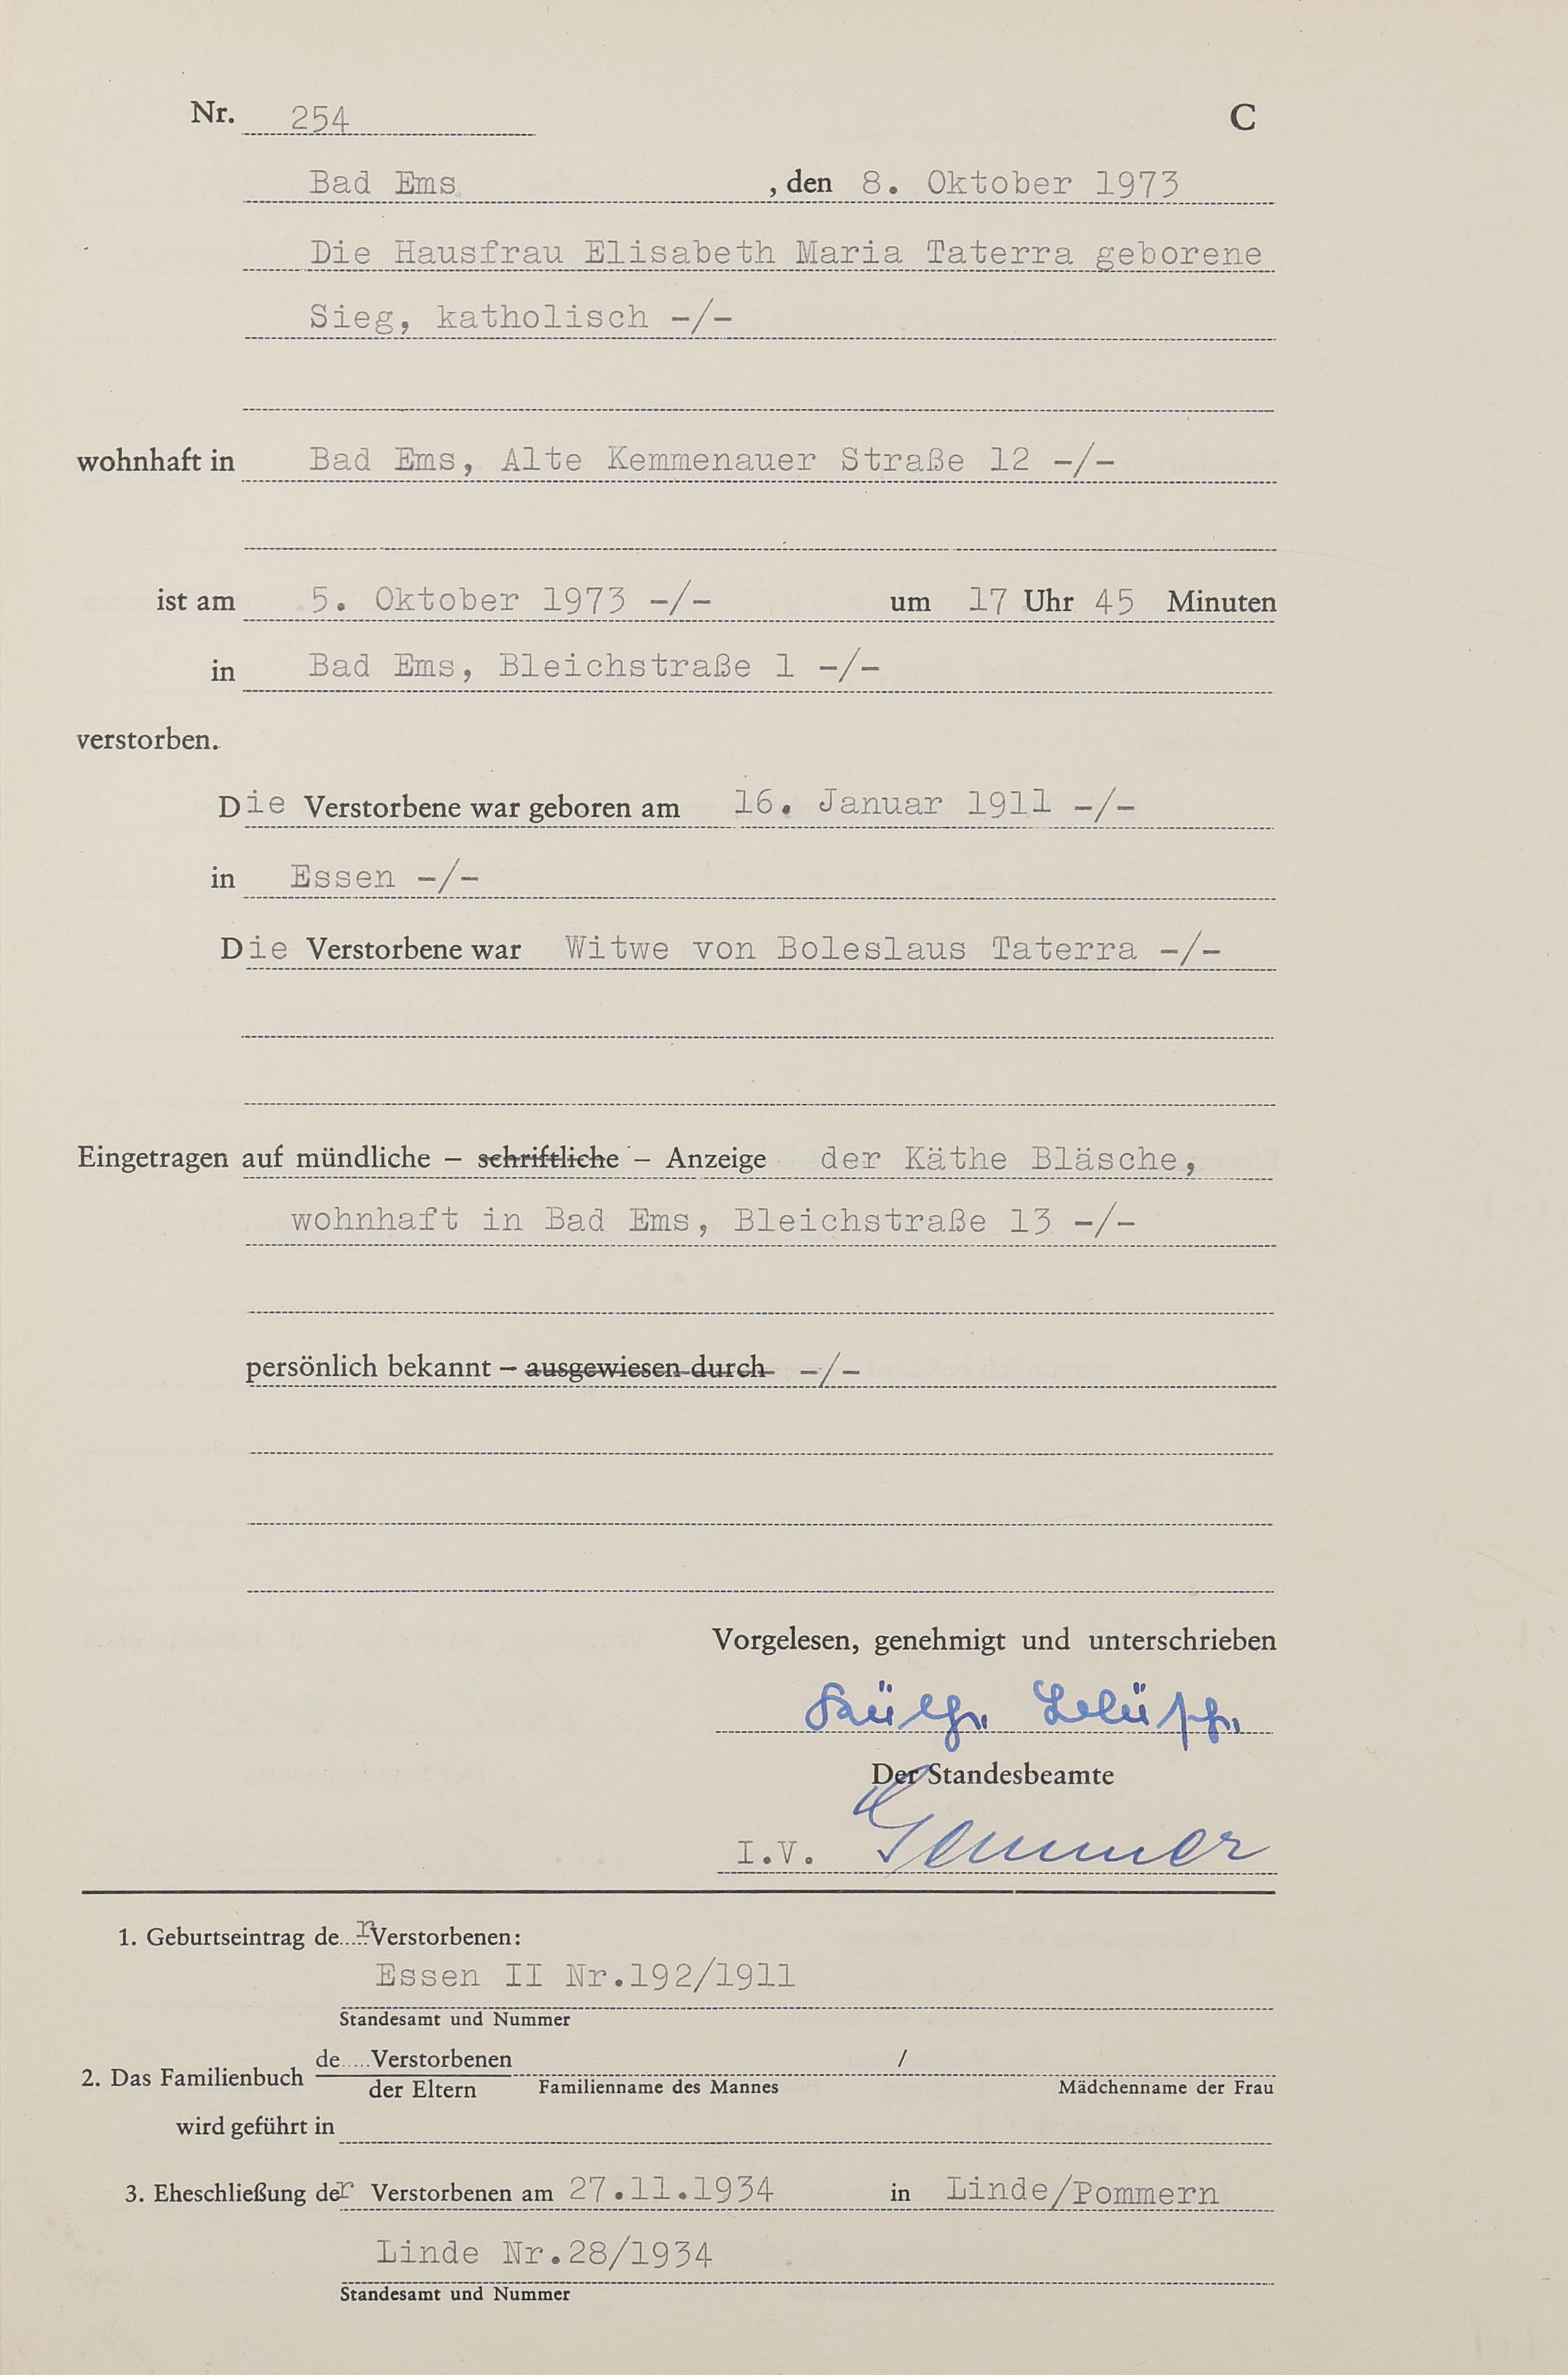 Nr. 254 C
Bad Ems , den 8. Oktober 1973
Die Hausfrau Elisabeth Maria Taterra geborene
Sieg, katholisch -/-
wohnhaft in Bad Ems, Alte Kemmenauer Straße 12 -/-
ist am 5. Oktober 1973 -/- um 17 Uhr 45 Minuten
in Bad Ems, Bleichstraße 1 -/-
verstorben.
Die Verstorbene war geboren am 16. Januar 1911 -/-
in Essen -/-
Die Verstorbene war Witwe von Boleslaus Taterra -/-
Eingetragen auf mündliche – schriftliche – Anzeige der Käthe Bläsche,
wohnhaft in Bad Ems, Bleichstraße 13 -/-
persönlich bekannt – ausgewiesen durch -/-
Vorgelesen, genehmigt und unterschrieben
Käthe Bläsche
Der Standesbeamte
I.V.
1. Geburtseintrag de...r Verstorbenen:
Essen II Nr.192/1911
Standesamt und Nummer
2. Das Familienbuch de..... Verstorbenen /
der Eltern Familienname des Mannes Mädchenname der Frau
wird geführt in
3. Eheschließung der Verstorbenen am 27.11.1934 in Linde/Pommern
Linde Nr.28/1934
Standesamt und Nummer